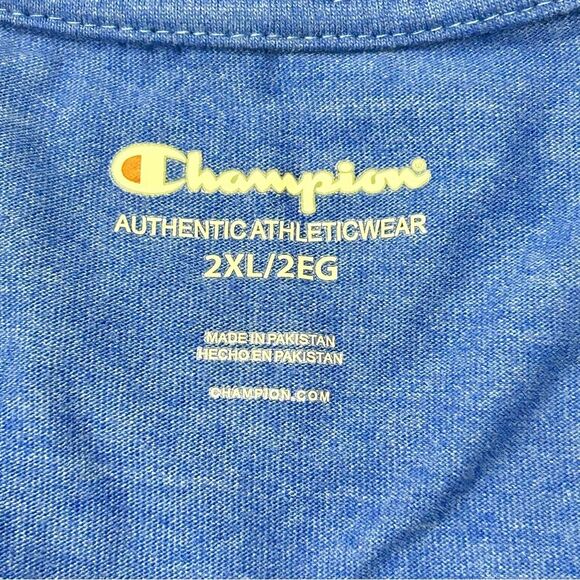 Champion
AUTHENTIC ATHLETICWEAR
2XL/2EG
MADE IN PAKISTAN
HECHO EN PAKISTAN
CHAMPION.COM